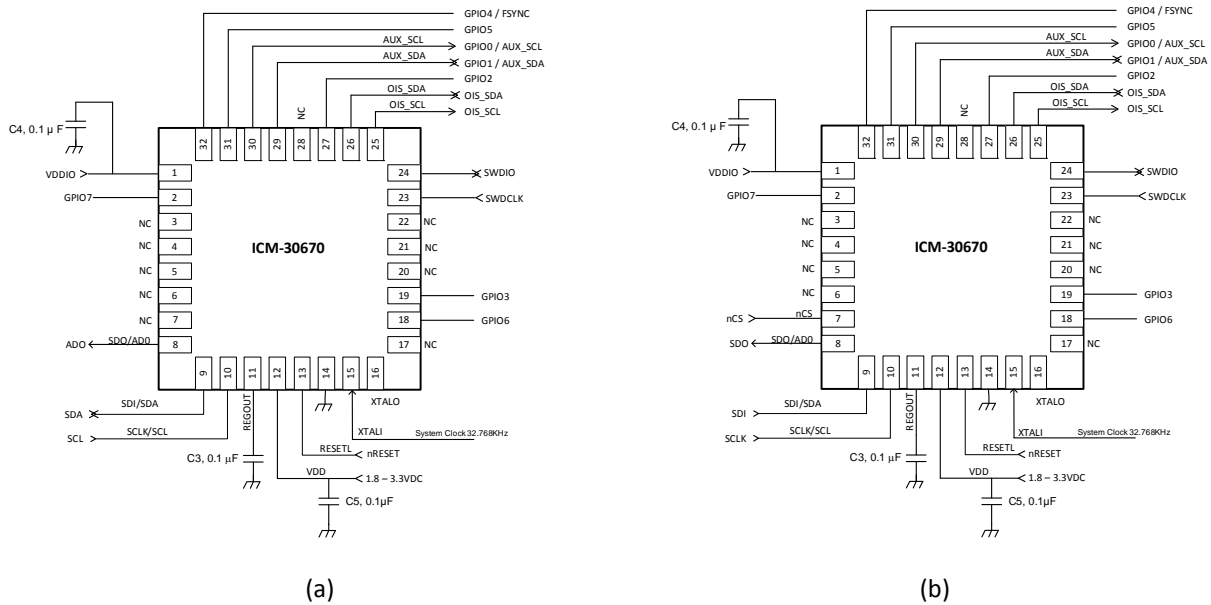 GPIO4 / FSYNC
GPIO5
AUX_SCL
GPIO0 / AUX_SCL
AUX_SDA
GPIO1 / AUX_SDA
GPIO2
NC
OIS_SDA
OIS_SDA
OIS_SCL
OIS_SCL
C4, 0.1 µ F
32 31 30 29 28 27 26 25
VDDIO
1
24
SWDIO
GPIO7
2
23
SWDCLK
NC
3
22
NC
NC
4
ICM-30670
21
NC
NC
5
20
NC
NC
6
19
GPIO3
NC
7
18
GPIO6
ADO
SDO/AD0
8
17
NC
9 10 11 12 13 14 15 16
XTALO
SDA
SDI/SDA
REGOUT
SCL
SCLK/SCL
XTALI
System Clock 32.768KHz
RESETL
nRESET
C3, 0.1 µF
VDD
1.8 – 3.3VDC
C5, 0.1µF
(a)
GPIO4 / FSYNC
GPIO5
AUX_SCL
GPIO0 / AUX_SCL
AUX_SDA
GPIO1 / AUX_SDA
GPIO2
NC
OIS_SDA
OIS_SDA
OIS_SCL
OIS_SCL
C4, 0.1 µ F
32 31 30 29 28 27 26 25
VDDIO
1
24
SWDIO
GPIO7
2
23
SWDCLK
NC
3
22
NC
NC
4
ICM-30670
21
NC
NC
5
20
NC
NC
6
19
GPIO3
nCS
nCS
7
18
GPIO6
SDO
SDO/AD0
8
17
NC
9 10 11 12 13 14 15 16
XTALO
SDI
SDI/SDA
REGOUT
SCLK
SCLK/SCL
XTALI
System Clock 32.768KHz
RESETL
nRESET
C3, 0.1 µF
VDD
1.8 – 3.3VDC
C5, 0.1µF
(b)